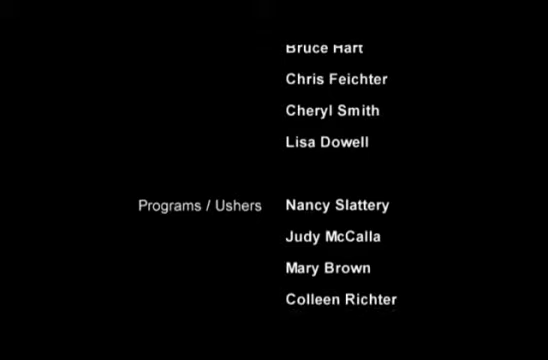 Bruce Hart
Chris Feichter
Cheryl Smith
Lisa Dowell
Programs / Ushers Nancy Slattery
Judy McCalla
Mary Brown
Colleen Richter